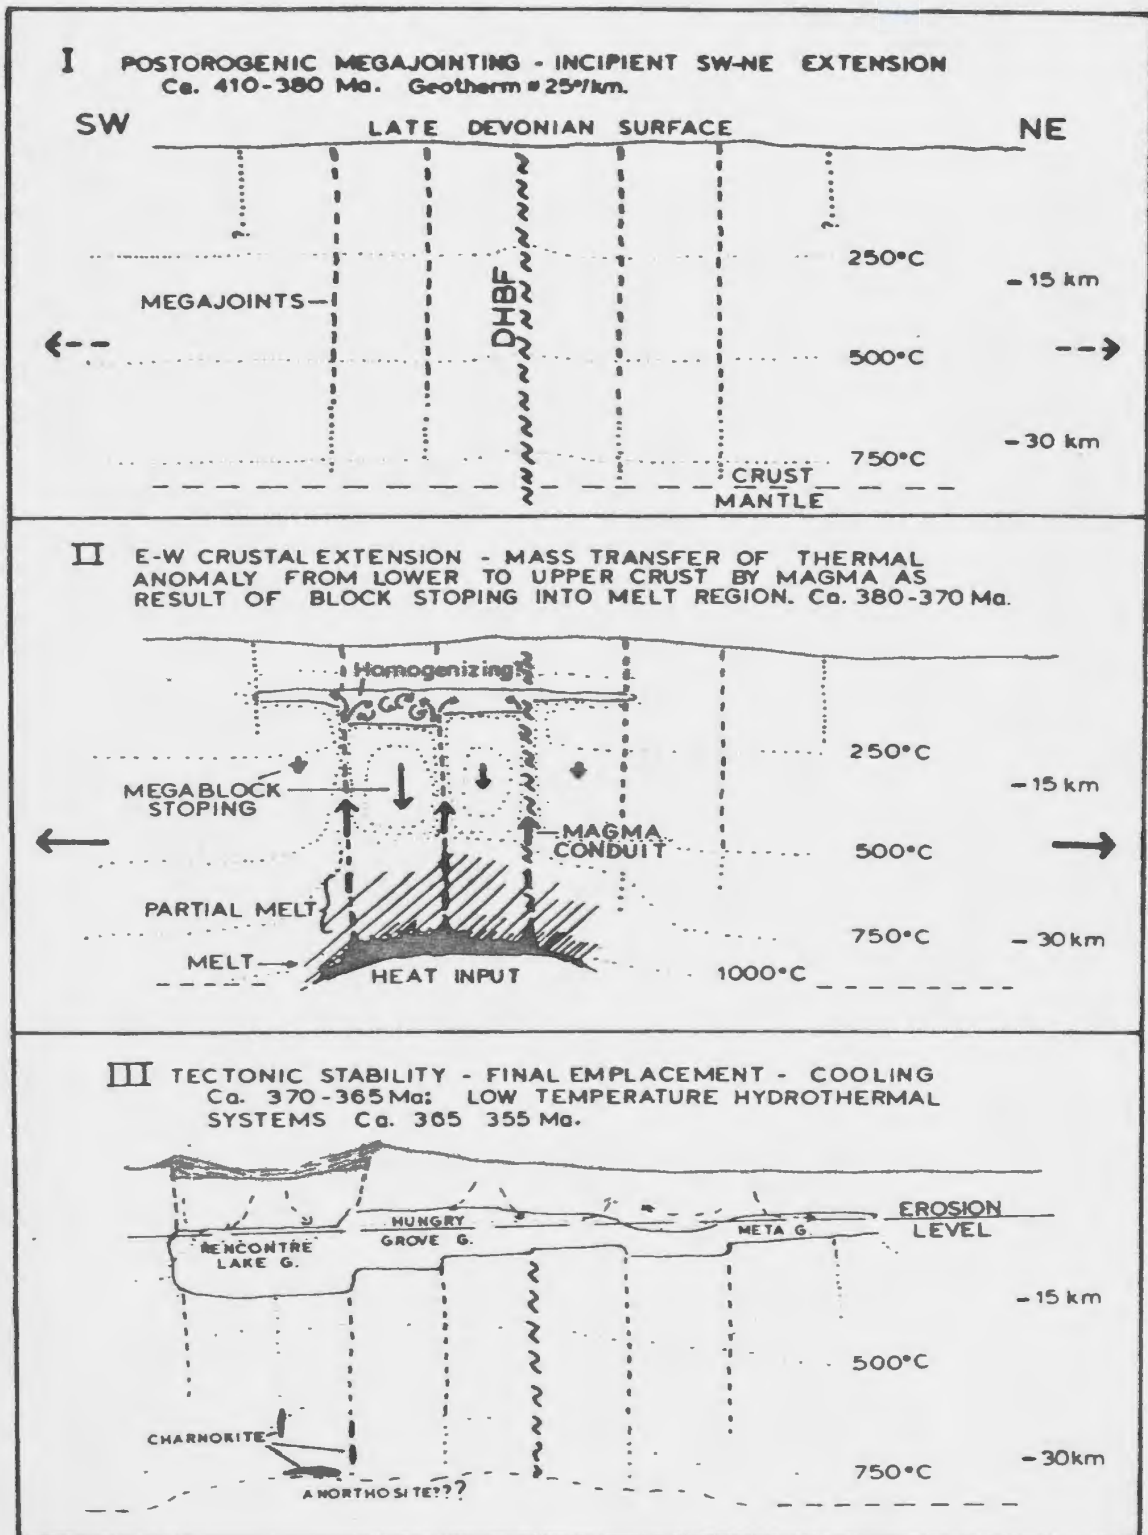 I POSTOROGENIC MEGAJOINTING - INCIPIENT SW-NE EXTENSION
Ca. 410-380 Ma. Geotherm ≈ 25°/km.
SW
LATE DEVONIAN SURFACE
NE
?
?
250°C
- 15 km
MEGAJOINTS
DHBF
500°C
- 30 km
750°C
CRUST
MANTLE
II E-W CRUSTAL EXTENSION - MASS TRANSFER OF THERMAL
ANOMALY FROM LOWER TO UPPER CRUST BY MAGMA AS
RESULT OF BLOCK STOPING INTO MELT REGION. Ca. 380-370 Ma.
Homogenizing
250°C
MEGABLOCK
STOPING
- 15 km
MAGMA
CONDUIT
500°C
PARTIAL MELT
750°C
- 30 km
MELT
HEAT INPUT
1000°C
III TECTONIC STABILITY - FINAL EMPLACEMENT - COOLING
Ca. 370-365 Ma: LOW TEMPERATURE HYDROTHERMAL
SYSTEMS Ca. 365 355 Ma.
EROSION
LEVEL
HUNGRY
GROVE G.
META G.
RENCONTRE
LAKE G.
- 15 km
500°C
CHARNOKITE
- 30km
750°C
ANORTHOSITE???